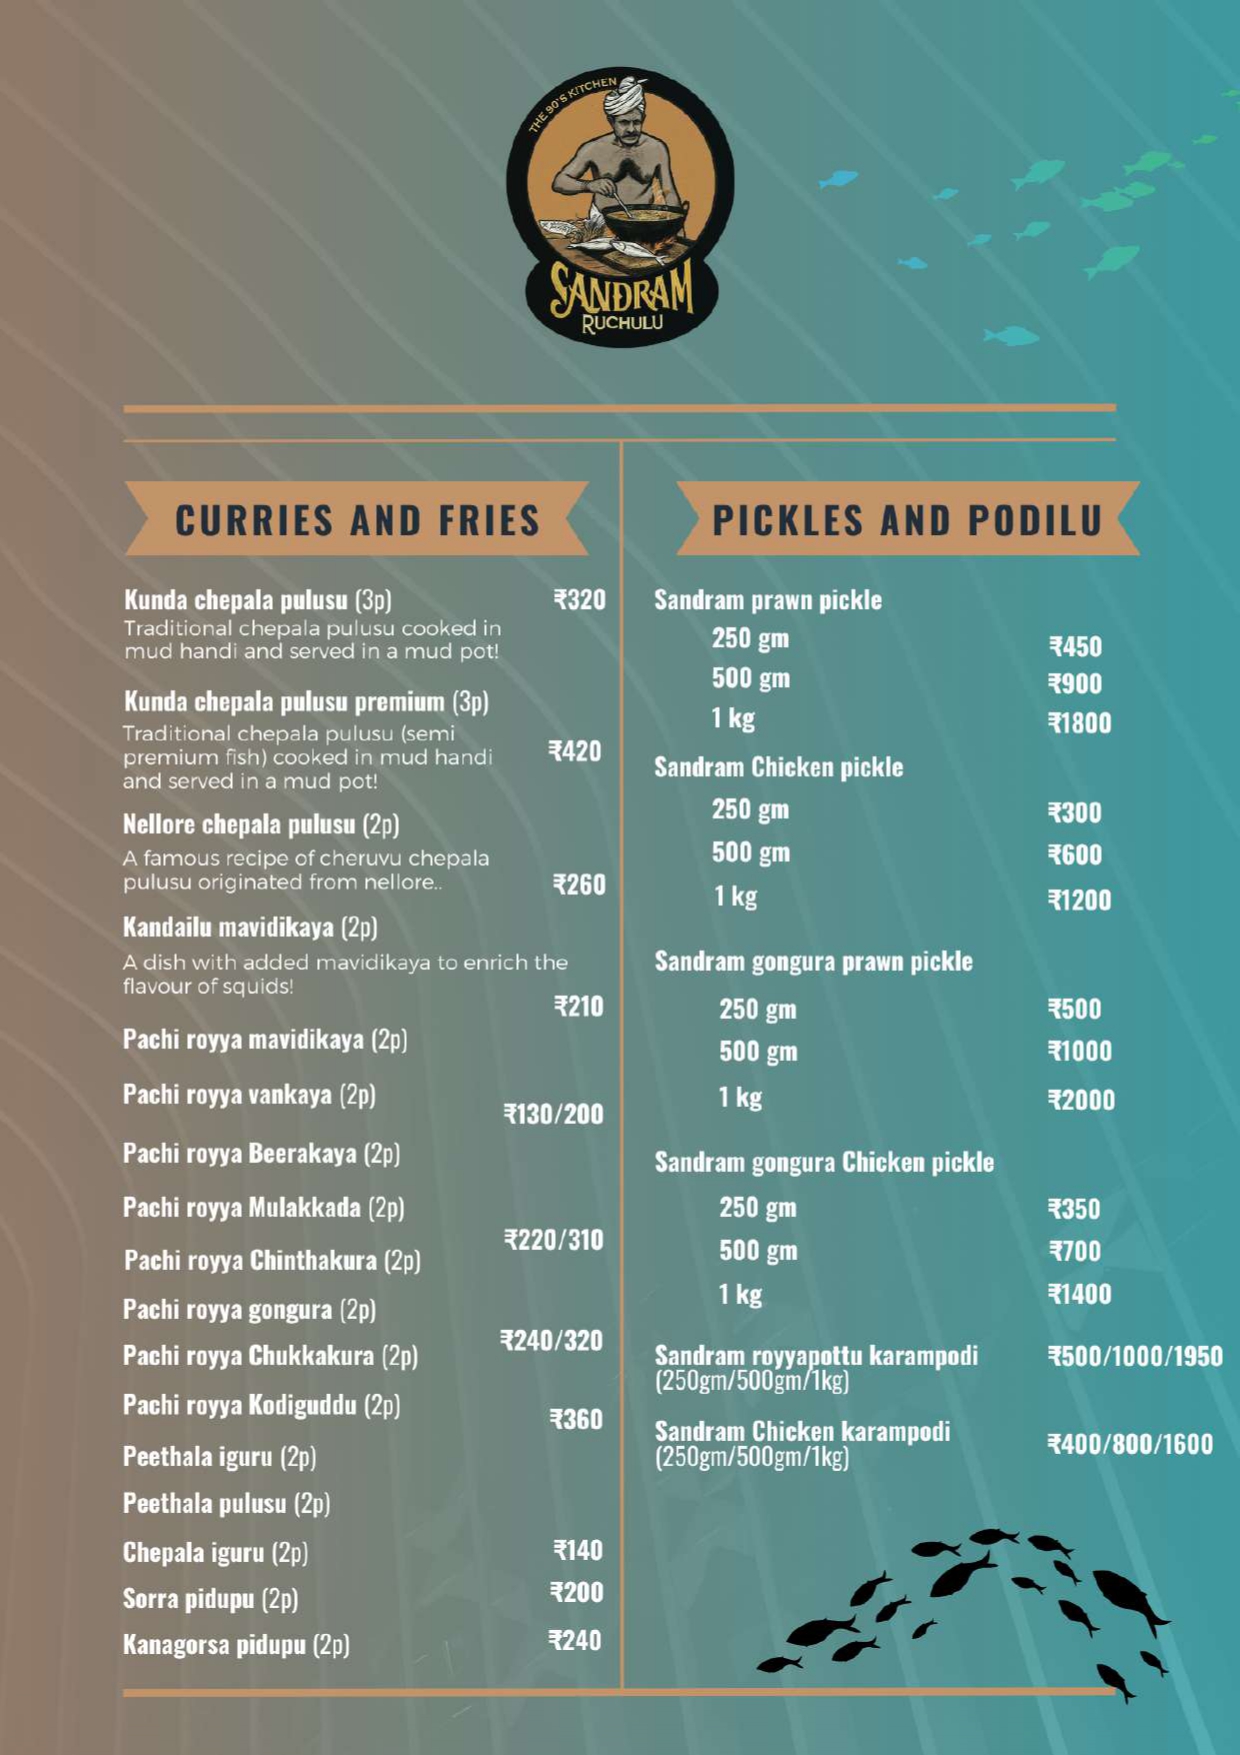 THE 90'S KITCHEN
SANDRAM
RUCHULU
CURRIES AND FRIES
Kunda chepala pulusu (3p) ₹320
Traditional chepala pulusu cooked in
mud handi and served in a mud pot!
Kunda chepala pulusu premium (3p)
Traditional chepala pulusu (semi
premium fish) cooked in mud handi ₹420
and served in a mud pot!
Nellore chepala pulusu (2p)
A famous recipe of cheruvu chepala
pulusu originated from nellore.. ₹260
Kandailu mavidikaya (2p)
A dish with added mavidikaya to enrich the
flavour of squids!
₹210
Pachi royya mavidikaya (2p)
Pachi royya vankaya (2p)
₹130/200
Pachi royya Beerakaya (2p)
Pachi royya Mulakkada (2p)
₹220/310
Pachi royya Chinthakura (2p)
Pachi royya gongura (2p)
₹240/320
Pachi royya Chukkakura (2p)
Pachi royya Kodiguddu (2p)
₹360
Peethala iguru (2p)
Peethala pulusu (2p)
Chepala iguru (2p) ₹140
Sorra pidupu (2p) ₹200
Kanagorsa pidupu (2p) ₹240
PICKLES AND PODILU
Sandram prawn pickle
250 gm ₹450
500 gm ₹900
1 kg ₹1800
Sandram Chicken pickle
250 gm ₹300
500 gm ₹600
1 kg ₹1200
Sandram gongura prawn pickle
250 gm ₹500
500 gm ₹1000
1 kg ₹2000
Sandram gongura Chicken pickle
250 gm ₹350
500 gm ₹700
1 kg ₹1400
Sandram royyapottu karampodi ₹500/1000/1950
(250gm/500gm/1kg)
Sandram Chicken karampodi ₹400/800/1600
(250gm/500gm/1kg)